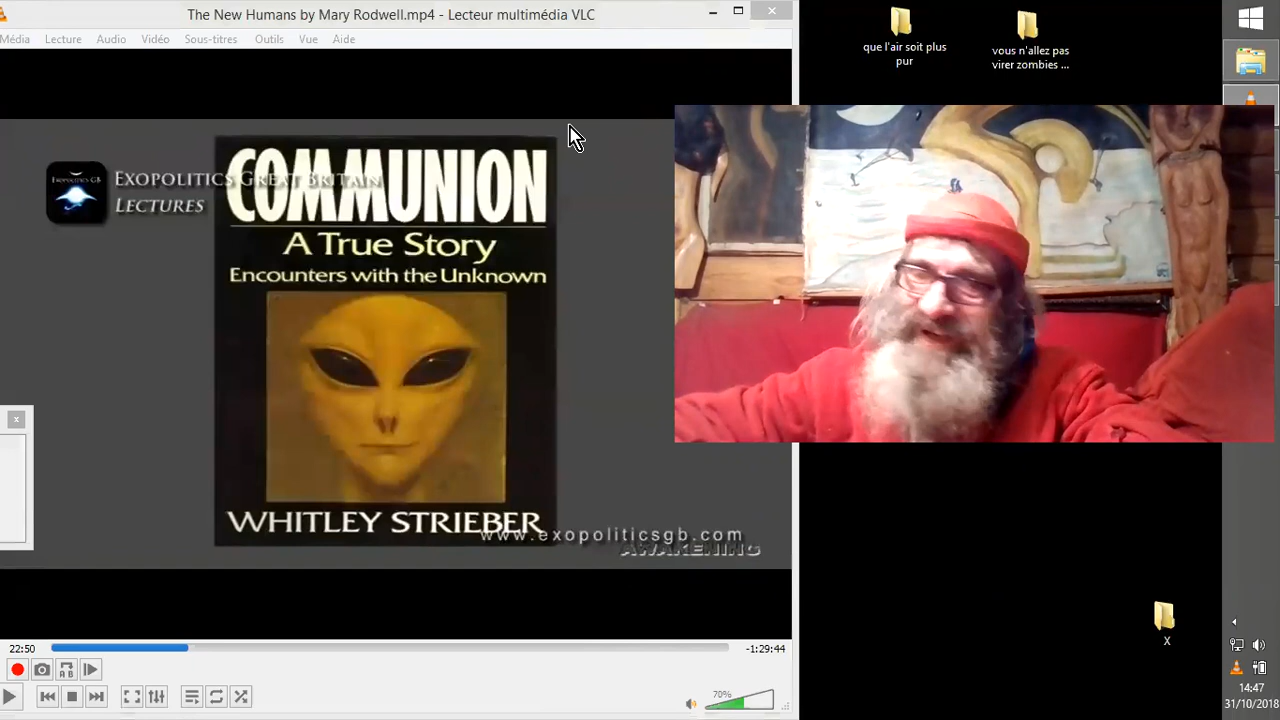 The New Humans by Mary Rodwell.mp4 - Lecteur multimédia VLC
Média Lecture Audio Vidéo Sous-titres Outils Vue Aide
que l'air soit plus
pur
vous n'allez pas
virer zombies ...
EXOPOLITICS GB
EXOPOLITICS GREAT BRITAIN
LECTURES
COMMUNION
A True Story
Encounters with the Unknown
WHITLEY STRIEBER
www.exopoliticsgb.com
AWAKENING
x
X
22:50
-1:29:44
A B
70%
14:47
31/10/2018